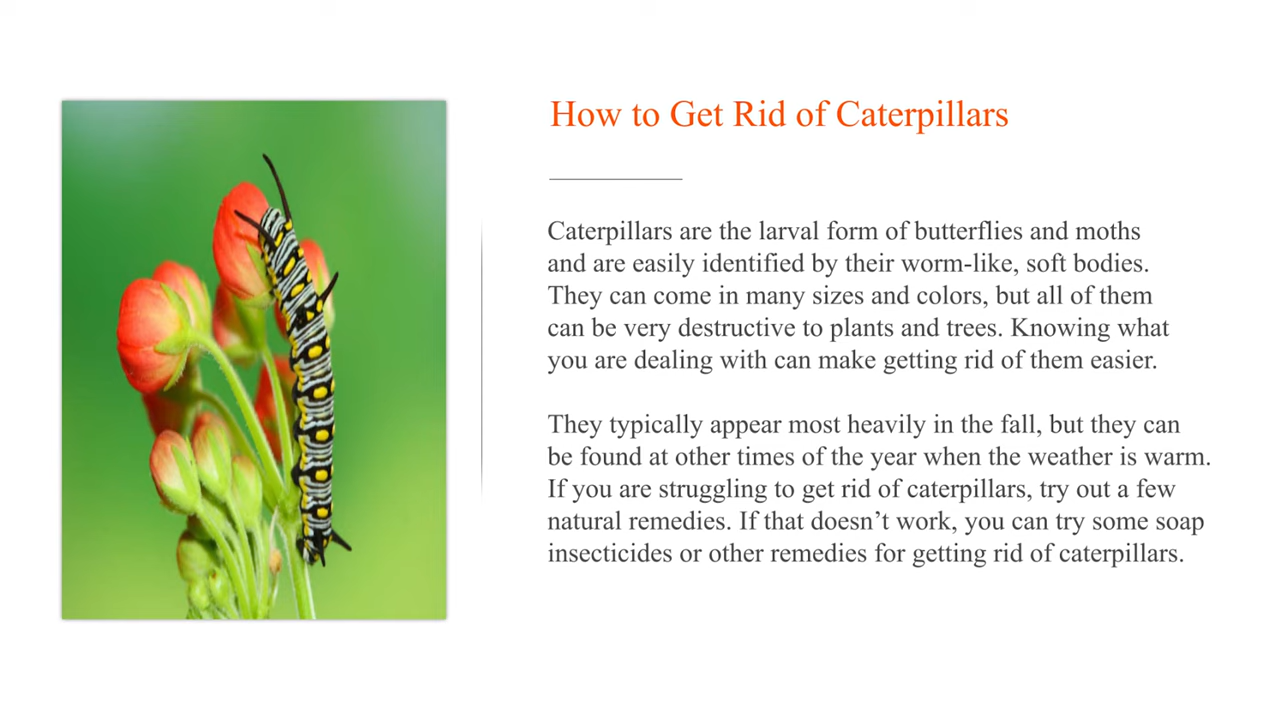 How to Get Rid of Caterpillars
Caterpillars are the larval form of butterflies and moths
and are easily identified by their worm-like, soft bodies.
They can come in many sizes and colors, but all of them
can be very destructive to plants and trees. Knowing what
you are dealing with can make getting rid of them easier.
They typically appear most heavily in the fall, but they can
be found at other times of the year when the weather is warm.
If you are struggling to get rid of caterpillars, try out a few
natural remedies. If that doesn’t work, you can try some soap
insecticides or other remedies for getting rid of caterpillars.